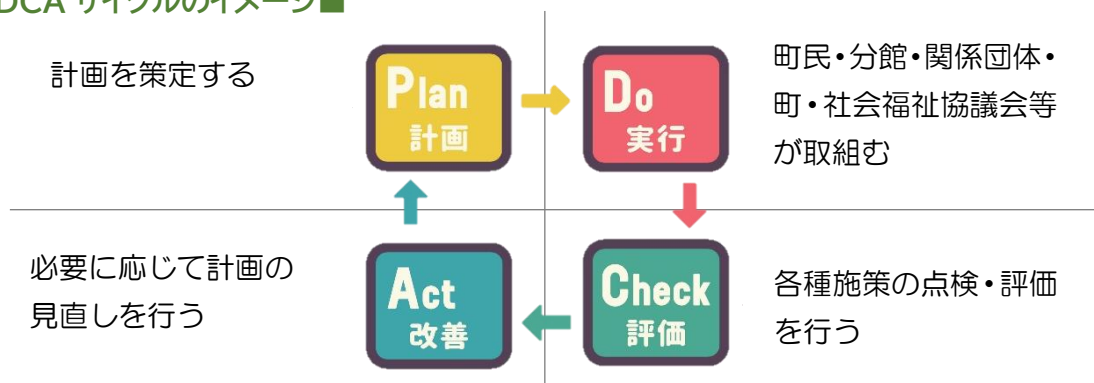 DCA サイクルのイメージ■
計画を策定する
Plan
計画
Do
実行
町民・分館・関係団体・
町・社会福祉協議会等
が取組む
必要に応じて計画の
見直しを行う
Act
改善
Check
評価
各種施策の点検・評価
を行う